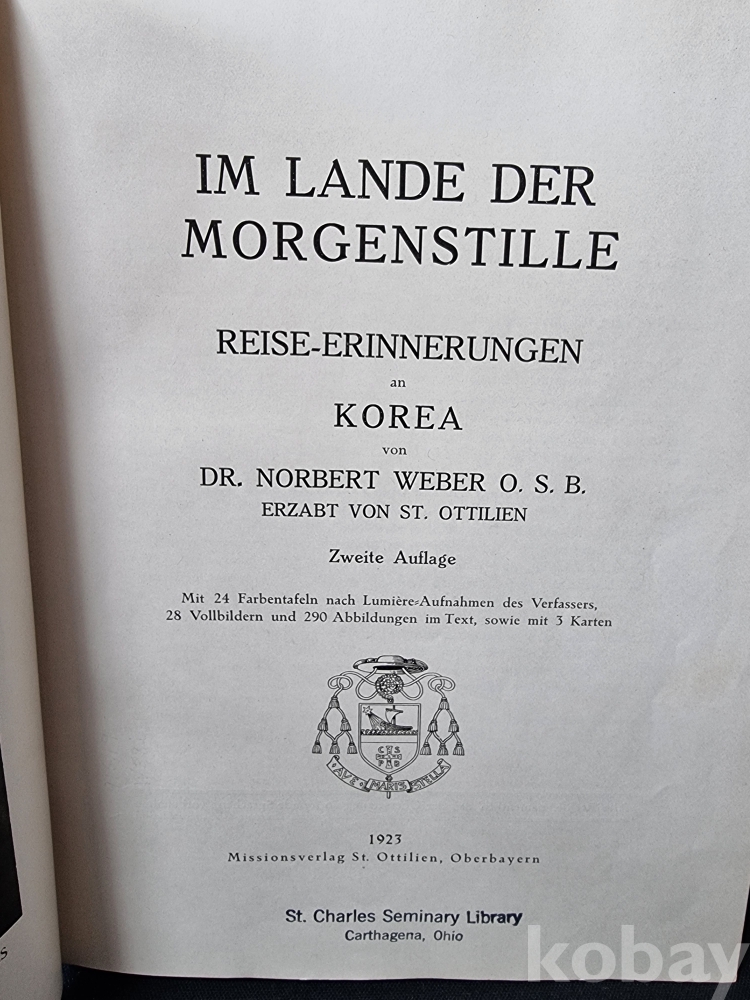 IM LANDE DER
MORGENSTILLE
REISE-ERINNERUNGEN
an
KOREA
von
DR. NORBERT WEBER O. S. B.
ERZABT VON ST. OTTILIEN
Zweite Auflage
Mit 24 Farbentafeln nach Lumière-Aufnahmen des Verfassers,
28 Vollbildern und 290 Abbildungen im Text, sowie mit 3 Karten
AVE MARIS STELLA
1923
Missionsverlag St. Ottilien, Oberbayern
St. Charles Seminary Library
Carthagena, Ohio
kobay